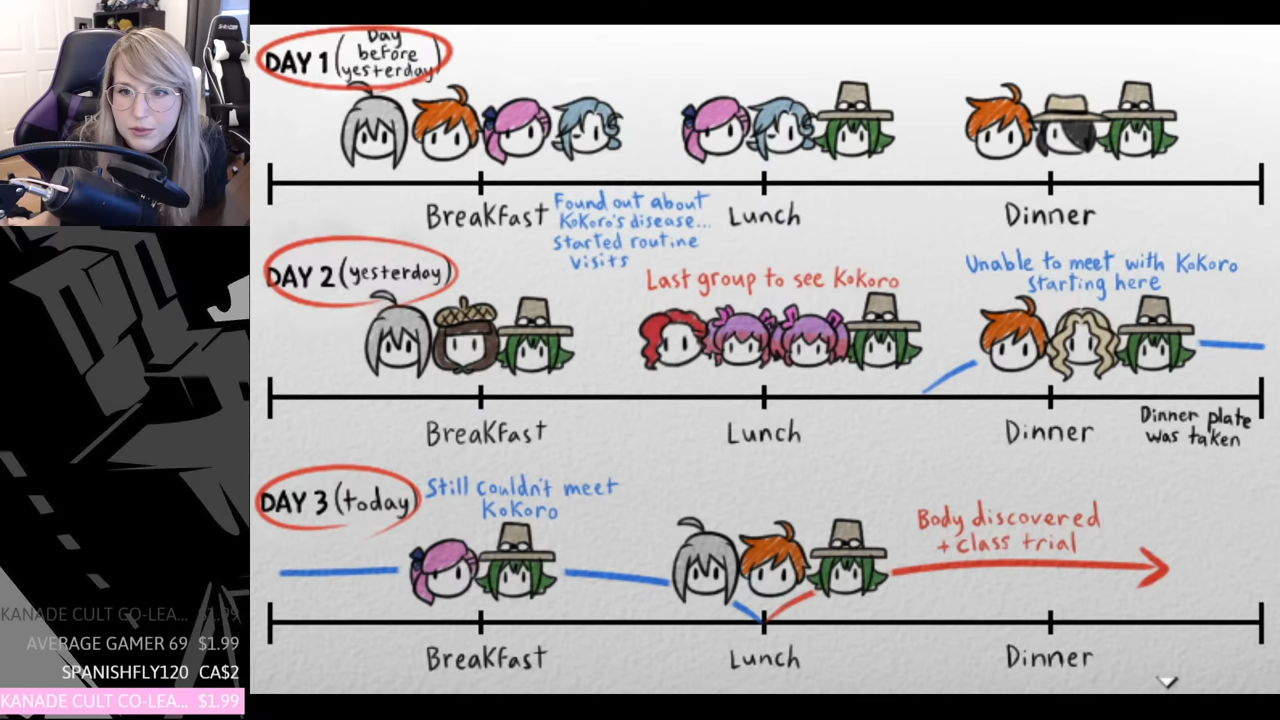 DAY 1 (Day before yesterday)
Breakfast
Found out about
Kokoro's disease...
started routine
visits
Lunch
Dinner
DAY 2 (yesterday)
Last group to see Kokoro
Unable to meet with Kokoro
starting here
Breakfast
Lunch
Dinner
Dinner plate
was taken
DAY 3 (today)
Still couldn't meet
Kokoro
Body discovered
+ class trial
Breakfast
Lunch
Dinner
KANADE CULT CO-LEA... $1.99
AVERAGE GAMER 69 $1.99
SPANISHFLY120 CA$2
KANADE CULT CO-LEA... $1.99